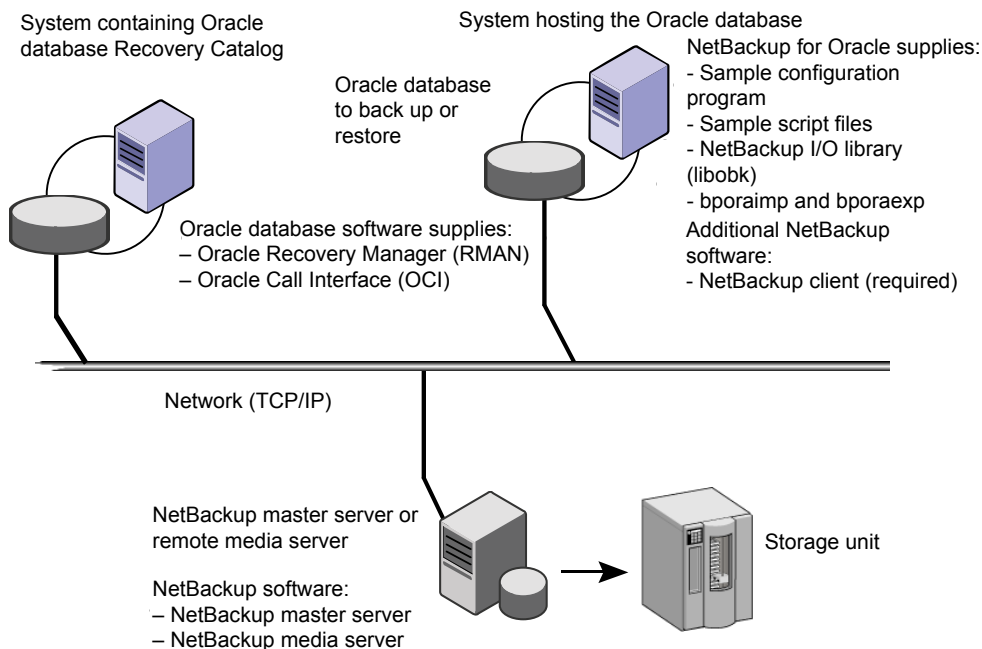 System containing Oracle
database Recovery Catalog
System hosting the Oracle database
Oracle database
to back up or
restore
NetBackup for Oracle supplies:
- Sample configuration
program
- Sample script files
- NetBackup I/O library
(libobk)
- bporaimp and bporaexp
Additional NetBackup
software:
- NetBackup client (required)
Oracle database software supplies:
– Oracle Recovery Manager (RMAN)
– Oracle Call Interface (OCI)
Network (TCP/IP)
NetBackup master server or
remote media server
NetBackup software:
– NetBackup master server
– NetBackup media server
Storage unit